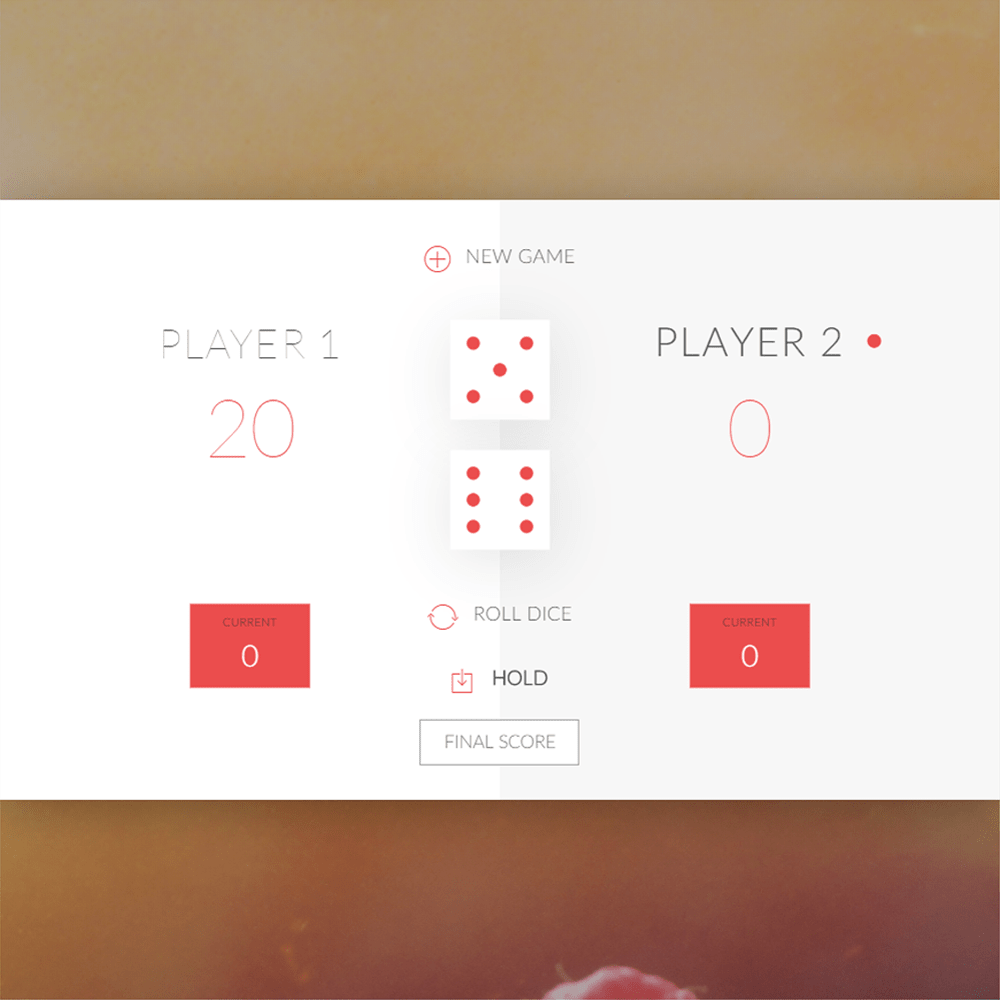 NEW GAME
PLAYER 1
20
PLAYER 2
0
ROLL DICE
CURRENT
0
CURRENT
0
HOLD
FINAL SCORE